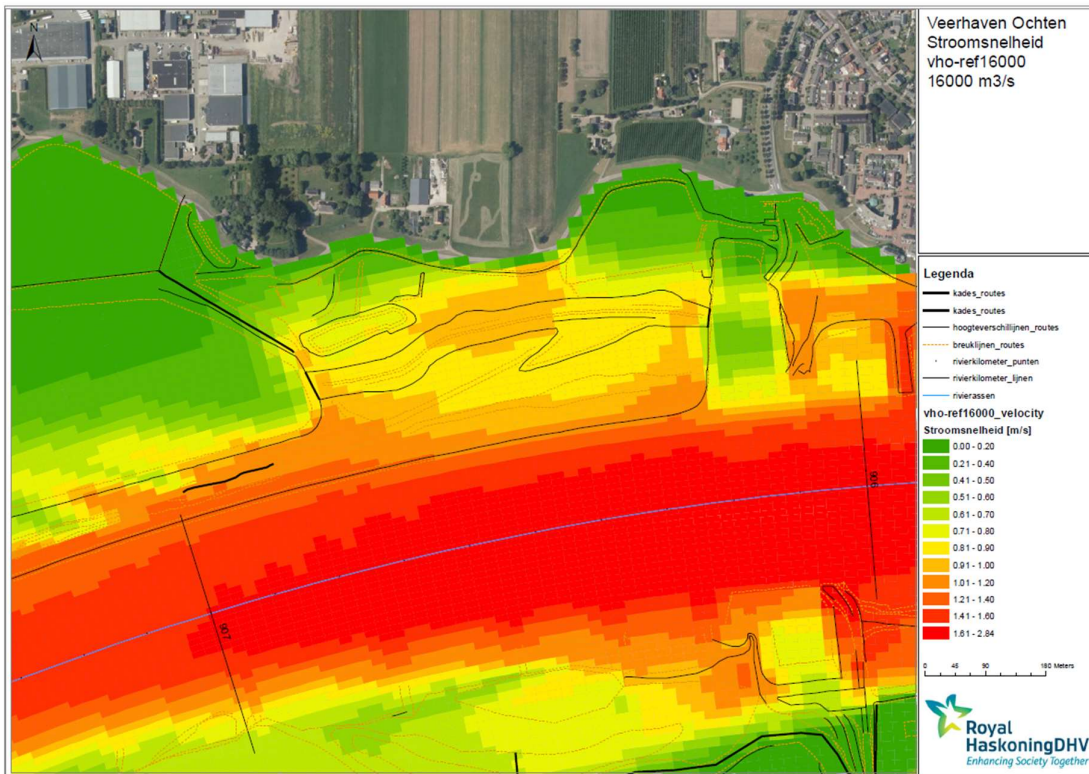 Veerhaven Ochten
Stroomsnelheid
vho-ref16000
16000 m3/s
N
Legenda
kades_routes
kades_routes
hoogteverschillijnen_routes
breuklijnen_routes
rivierkilometer_punten
rivierkilometer_lijnen
rivierassen
vho-ref16000_velocity
Stroomsnelheid [m/s]
0.00 - 0.20
0.21 - 0.40
0.41 - 0.50
0.51 - 0.60
0.61 - 0.70
0.71 - 0.80
0.81 - 0.90
0.91 - 1.00
1.01 - 1.20
1.21 - 1.40
1.41 - 1.60
1.61 - 2.84
906
907
0 45 90 180 Meters
Royal
HaskoningDHV
Enhancing Society Together